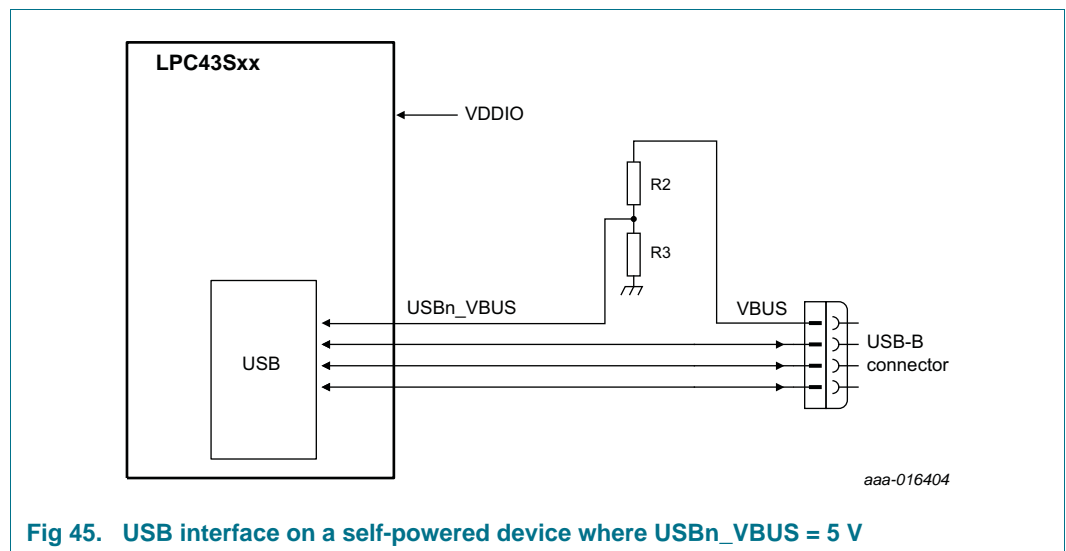 LPC43Sxx
VDDIO
R2
R3
USBn_VBUS
VBUS
USB
USB-B
connector
aaa-016404
Fig 45. USB interface on a self-powered device where USBn_VBUS = 5 V